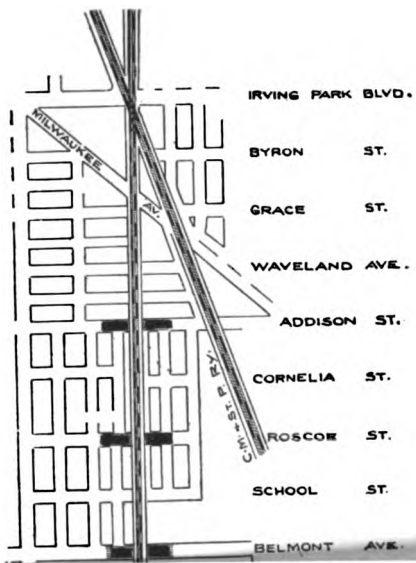 IRVING PARK BLVD.
MILWAUKEE AV.
BYRON ST.
GRACE ST.
WAVELAND AVE.
ADDISON ST.
C.M. & ST. P. RY.
CORNELIA ST.
ROSCOE ST.
SCHOOL ST.
BELMONT AVE.